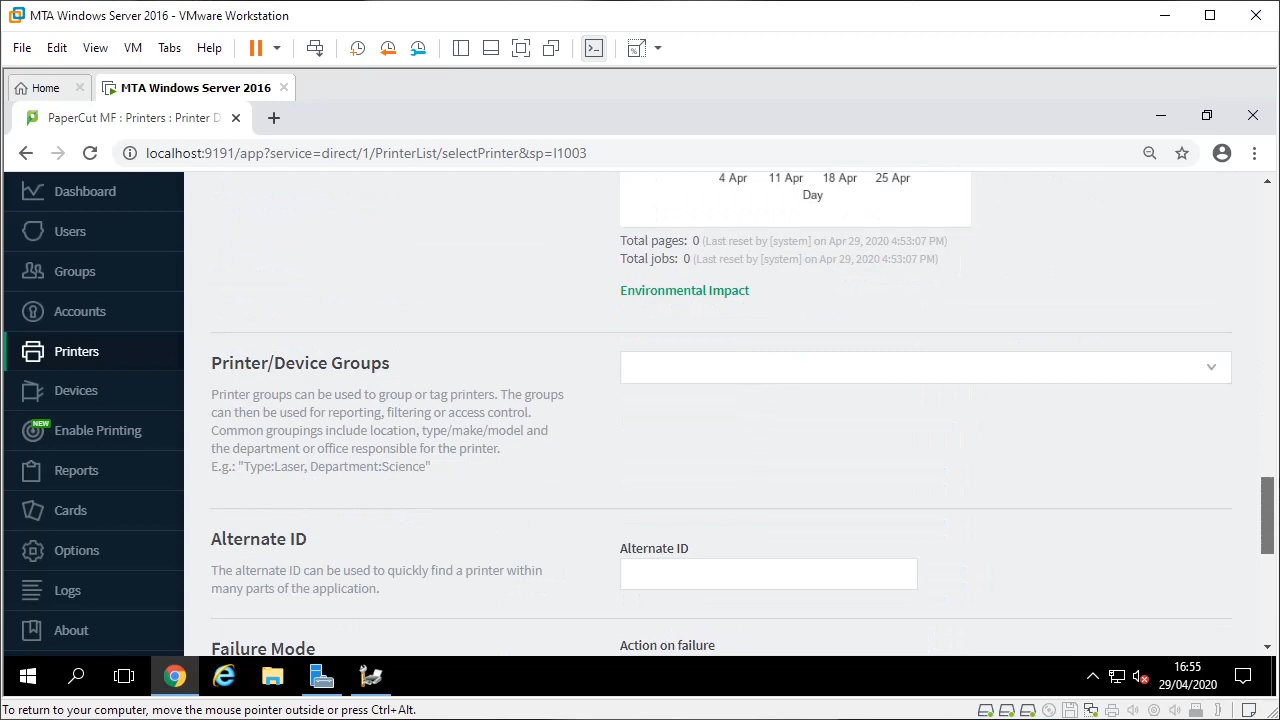 MTA Windows Server 2016 - VMware Workstation
File Edit View VM Tabs Help
Home
MTA Windows Server 2016
PaperCut MF : Printers : Printer D
localhost:9191/app?service=direct/1/PrinterList/selectPrinter&sp=l1003
Dashboard
Users
Groups
Accounts
Printers
Devices
NEW
Enable Printing
Reports
Cards
Options
Logs
About
4 Apr 11 Apr 18 Apr 25 Apr
Day
Total pages: 0 (Last reset by [system] on Apr 29, 2020 4:53:07 PM)
Total jobs: 0 (Last reset by [system] on Apr 29, 2020 4:53:07 PM)
Environmental Impact
Printer/Device Groups
Printer groups can be used to group or tag printers. The groups
can then be used for reporting, filtering or access control.
Common groupings include location, type/make/model and
the department or office responsible for the printer.
E.g.: "Type:Laser, Department:Science"
Alternate ID
The alternate ID can be used to quickly find a printer within
many parts of the application.
Alternate ID
Failure Mode
Action on failure
16:55
29/04/2020
To return to your computer, move the mouse pointer outside or press Ctrl+Alt.